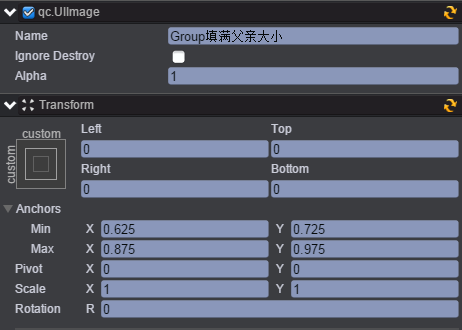 qc.UIImage
Name Group填满父亲大小
Ignore Destroy
Alpha 1
Transform
custom
custom
Left Top
0 0
Right Bottom
0 0
Anchors
Min X 0.625 Y 0.725
Max X 0.875 Y 0.975
Pivot X 0 Y 0
Scale X 1 Y 1
Rotation R 0